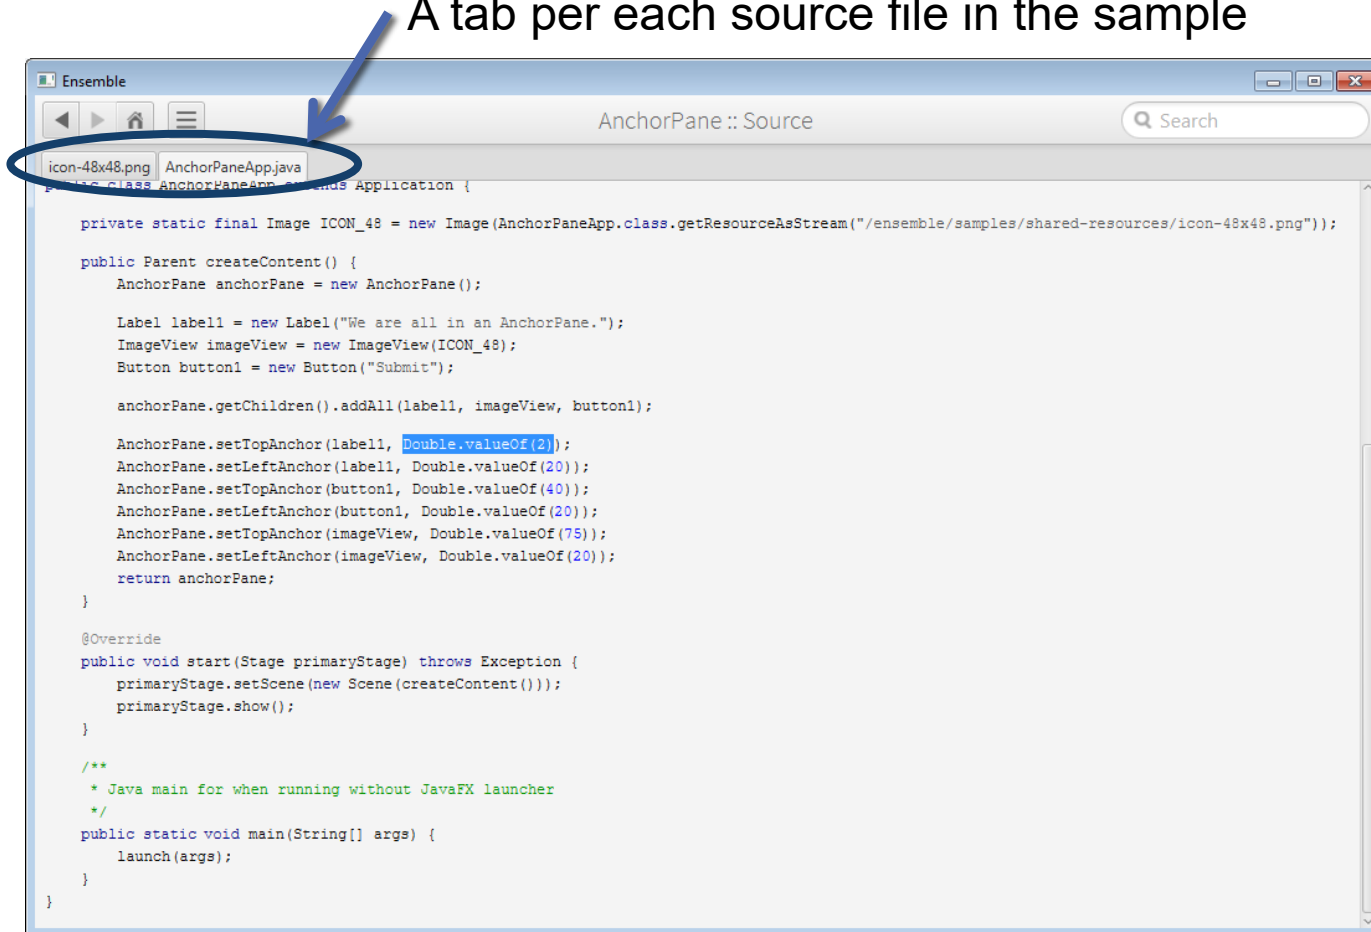 A tab per each source file in the sample
Ensemble
AnchorPane :: Source
Search
icon-48x48.png AnchorPaneApp.java
public class AnchorPaneApp extends Application {
private static final Image ICON_48 = new Image(AnchorPaneApp.class.getResourceAsStream("/ensemble/samples/shared-resources/icon-48x48.png"));
public Parent createContent() {
AnchorPane anchorPane = new AnchorPane();
Label label1 = new Label("We are all in an AnchorPane.");
ImageView imageView = new ImageView(ICON_48);
Button button1 = new Button("Submit");
anchorPane.getChildren().addAll(label1, imageView, button1);
AnchorPane.setTopAnchor(label1, Double.valueOf(2));
AnchorPane.setLeftAnchor(label1, Double.valueOf(20));
AnchorPane.setTopAnchor(button1, Double.valueOf(40));
AnchorPane.setLeftAnchor(button1, Double.valueOf(20));
AnchorPane.setTopAnchor(imageView, Double.valueOf(75));
AnchorPane.setLeftAnchor(imageView, Double.valueOf(20));
return anchorPane;
}
@Override
public void start(Stage primaryStage) throws Exception {
primaryStage.setScene(new Scene(createContent()));
primaryStage.show();
}
/**
* Java main for when running without JavaFX launcher
*/
public static void main(String[] args) {
launch(args);
}
}